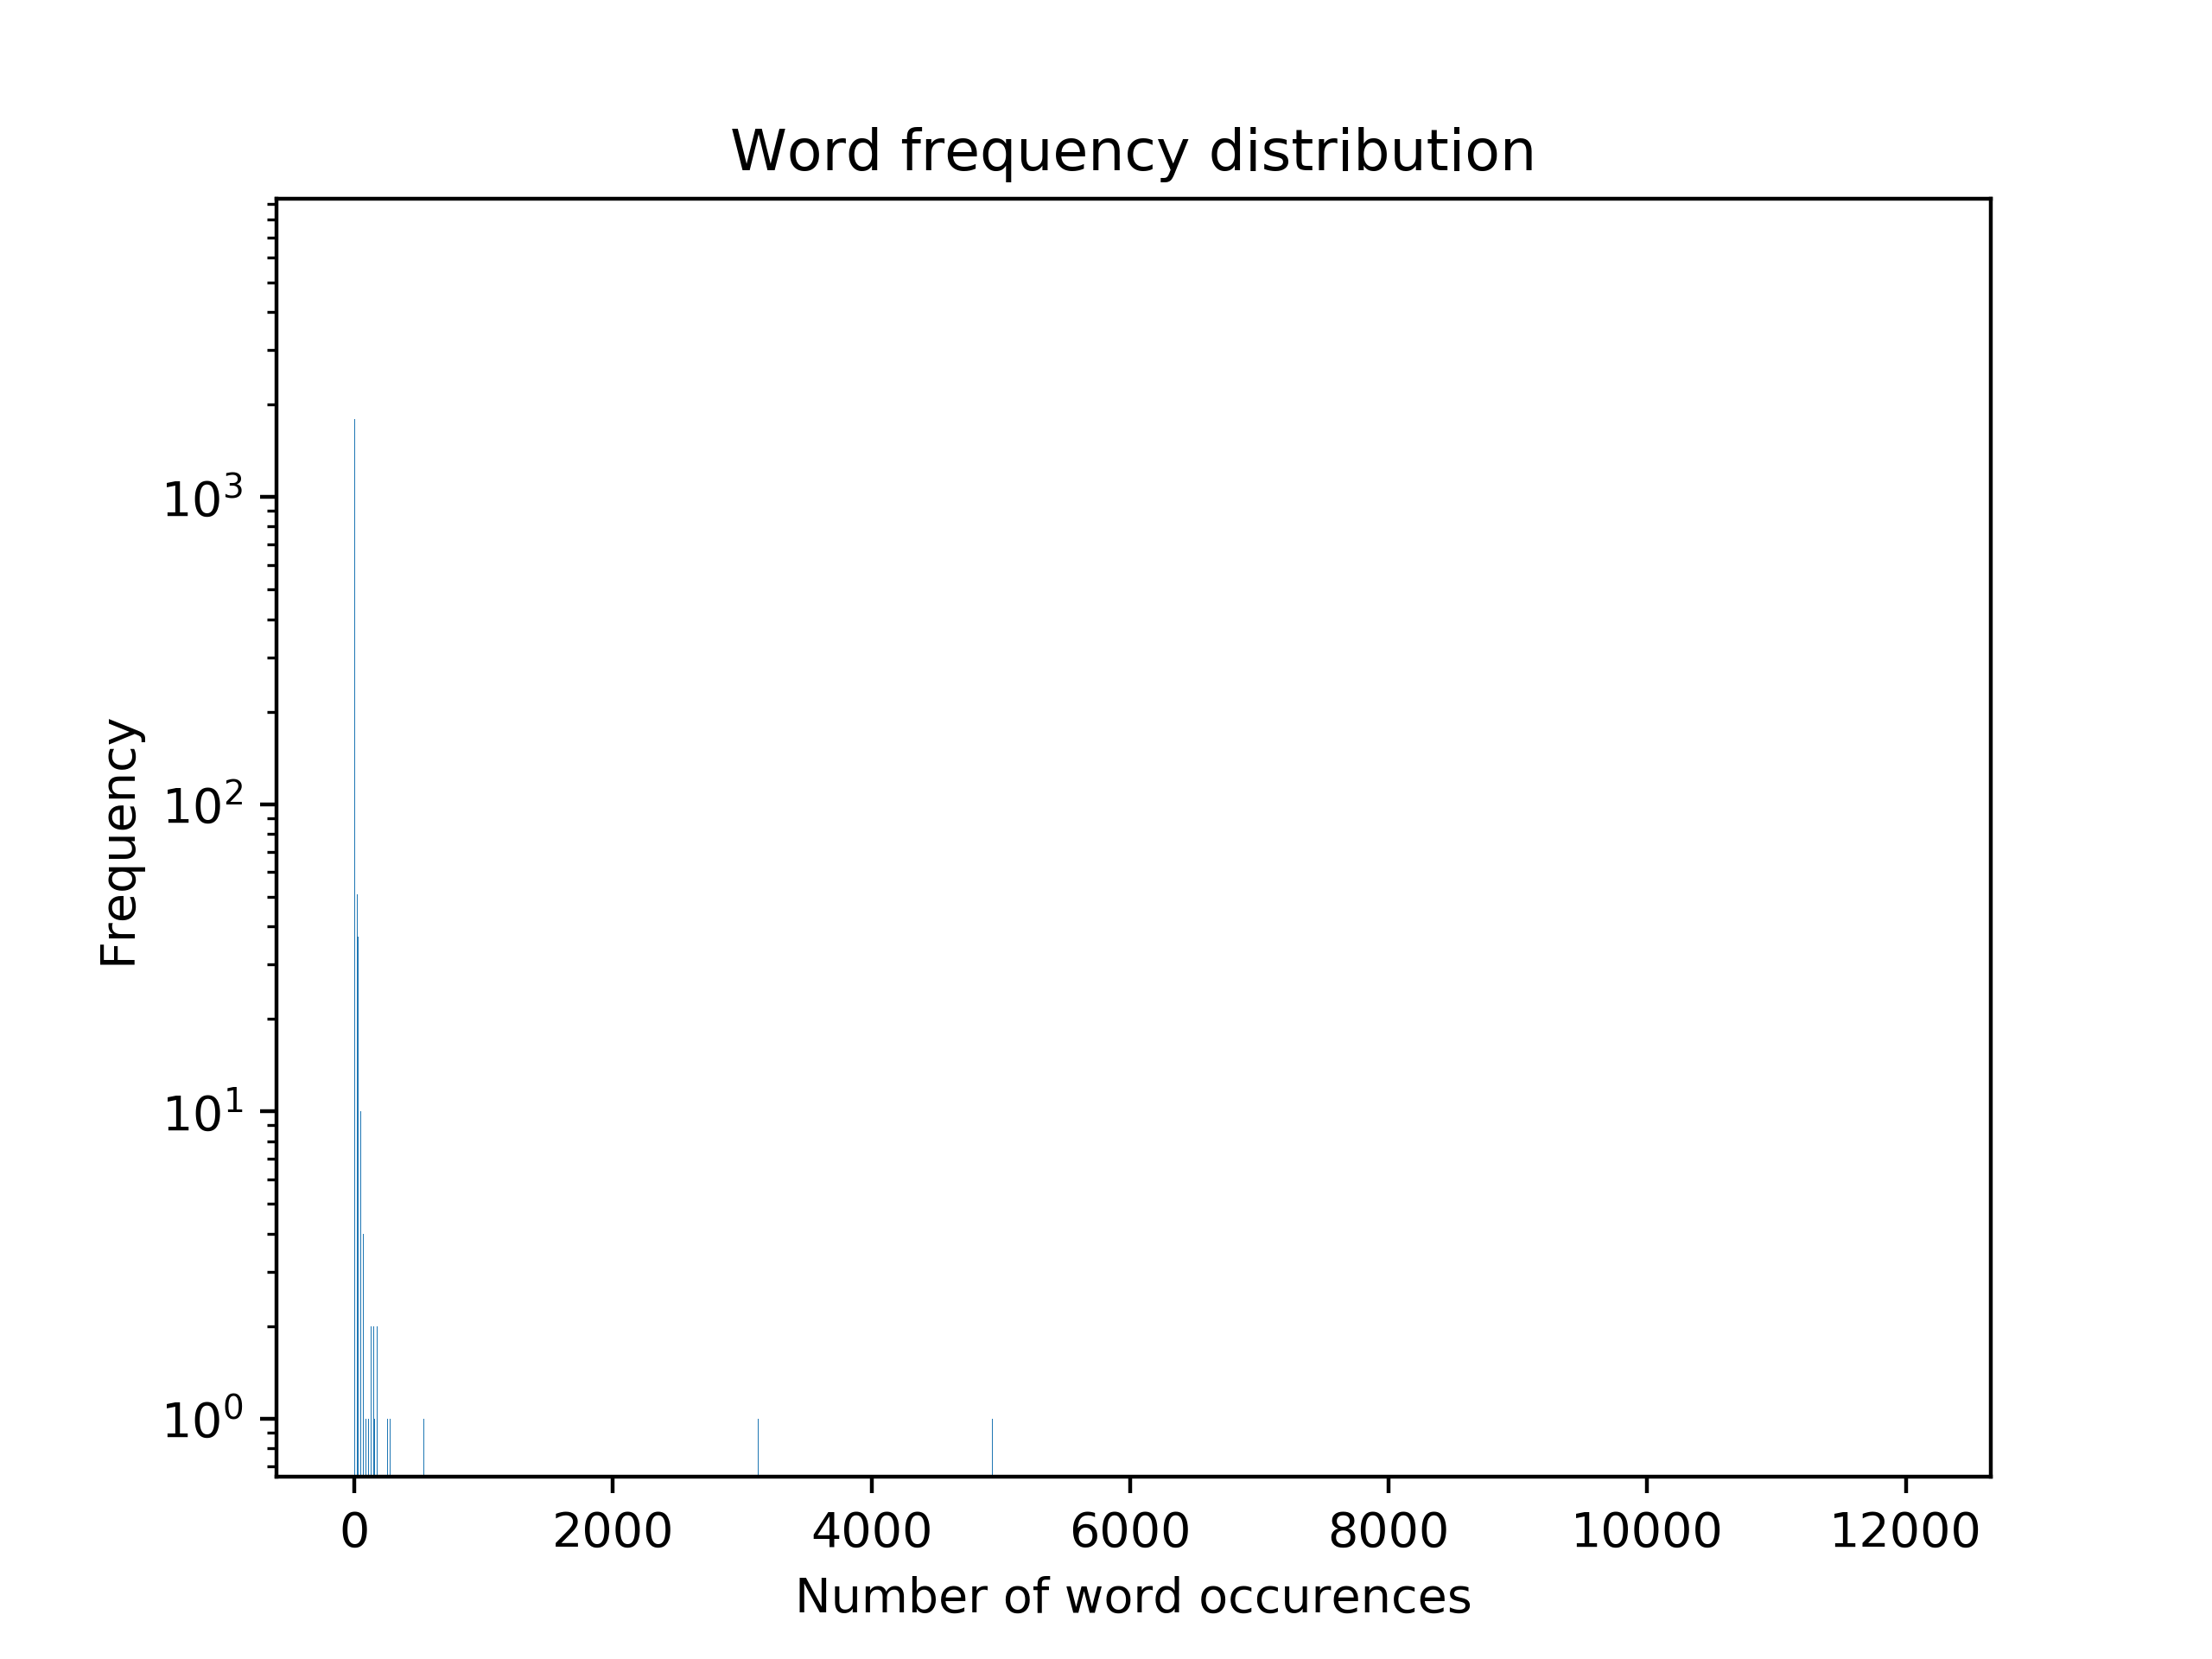 Word frequency distribution
Frequency
10³
10²
10¹
10⁰
0 2000 4000 6000 8000 10000 12000
Number of word occurences